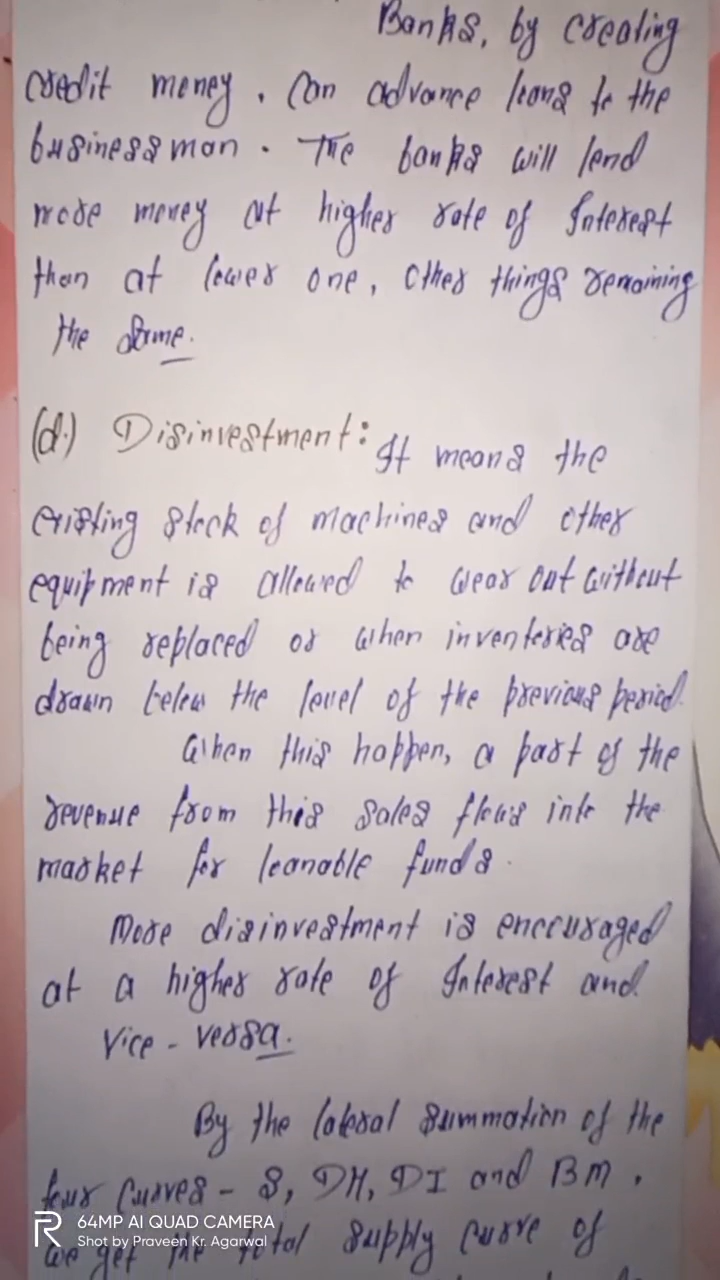 Banks, by creating
credit money, can advance loans to the
businessman. The banks will lend
more money at higher rate of Interest
than at lower one, other things remaining
the same.
(d.) Disinvestment: It means the
existing stock of machines and other
equipment is allowed to wear out without
being replaced or when inventories are
drawn below the level of the previous period.
When this happen, a part of the
revenue from this sales flows into the
market for loanable funds.
More disinvestment is encouraged
at a higher rate of Interest and
Vice - versa.
By the lateral summation of the
four curves - S, DH, DI and BM,
we get the total supply curve of
64MP AI QUAD CAMERA
Shot by Praveen Kr. Agarwal